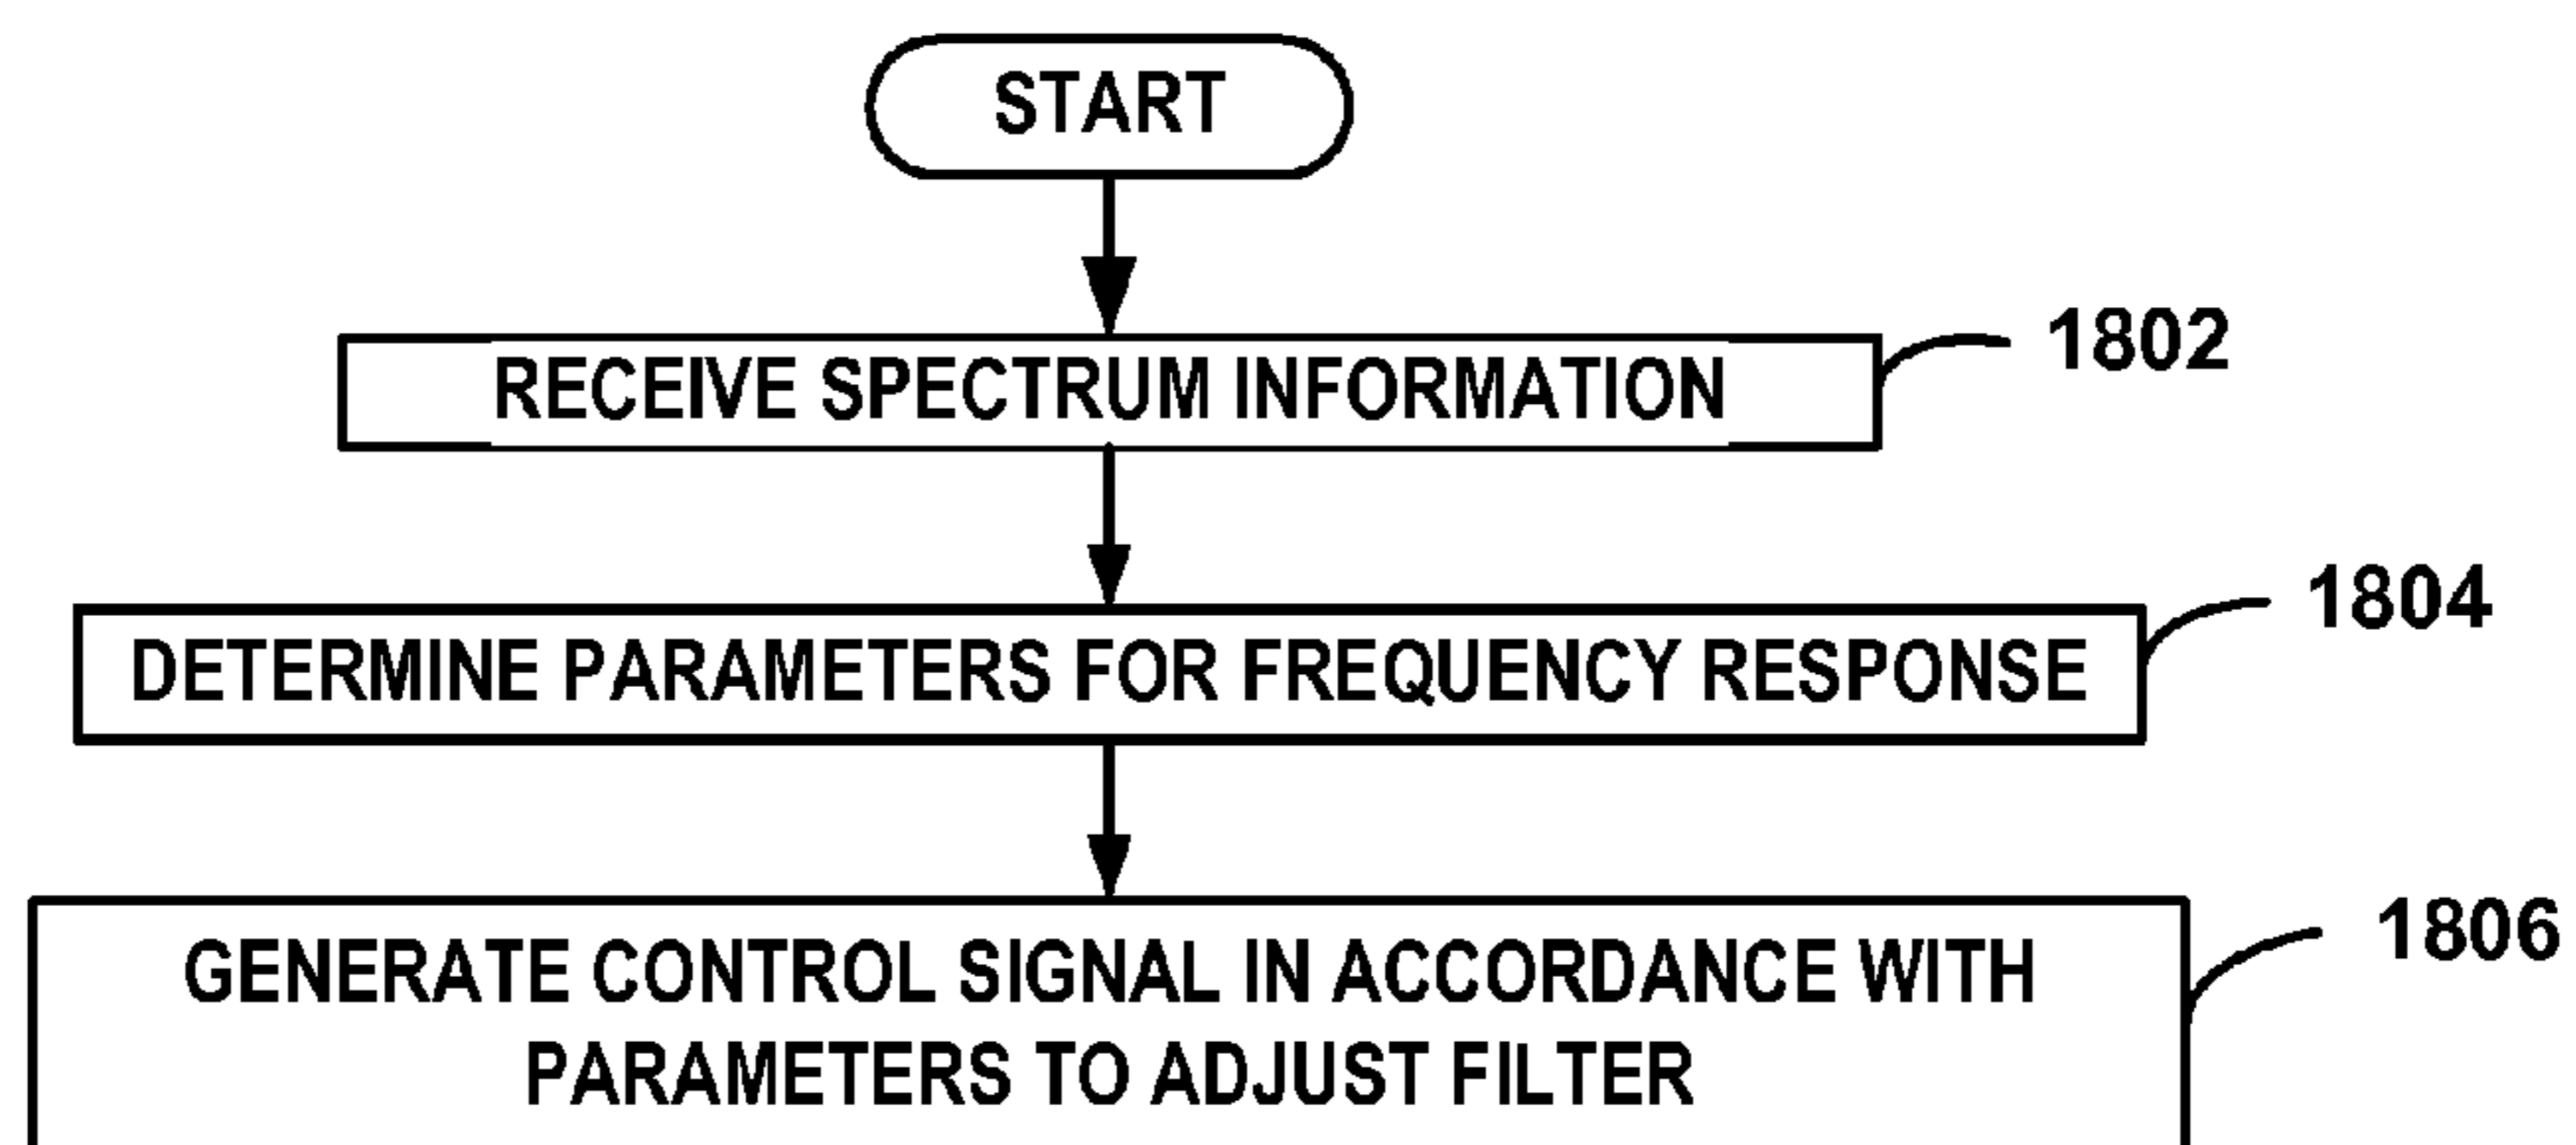 START
RECEIVE SPECTRUM INFORMATION
1802
DETERMINE PARAMETERS FOR FREQUENCY RESPONSE
1804
GENERATE CONTROL SIGNAL IN ACCORDANCE WITH
PARAMETERS TO ADJUST FILTER
1806